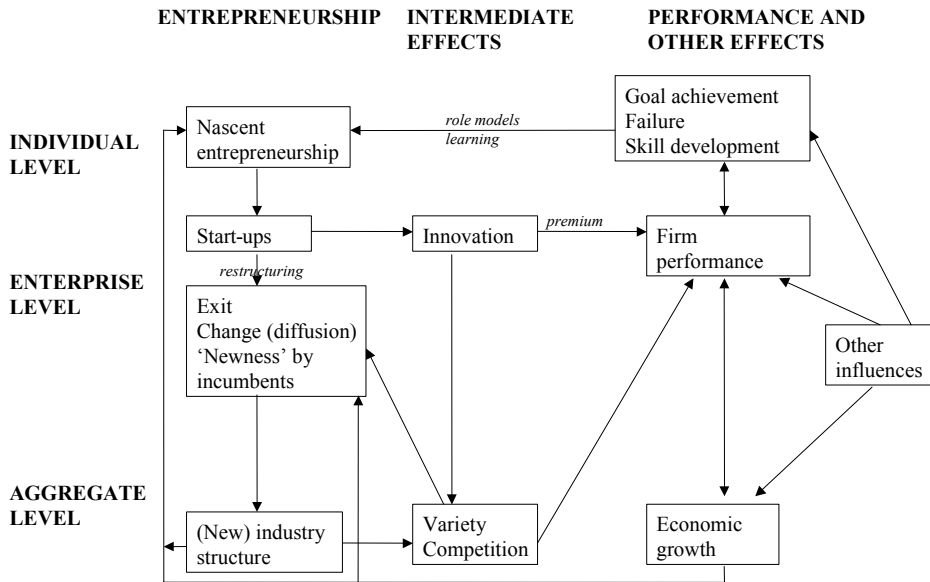 ENTREPRENEURSHIP
INTERMEDIATE
EFFECTS
PERFORMANCE AND
OTHER EFFECTS
INDIVIDUAL
LEVEL
Nascent
entrepreneurship
role models
learning
Goal achievement
Failure
Skill development
Start-ups
Innovation
premium
Firm
performance
restructuring
ENTERPRISE
LEVEL
Exit
Change (diffusion)
‘Newness’ by
incumbents
Other
influences
AGGREGATE
LEVEL
(New) industry
structure
Variety
Competition
Economic
growth